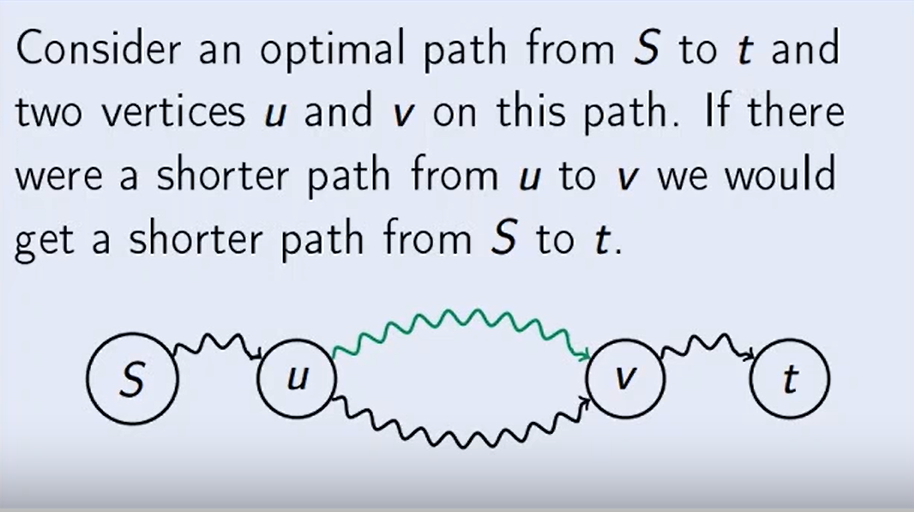 Consider an optimal path from S to t and
two vertices u and v on this path. If there
were a shorter path from u to v we would
get a shorter path from S to t.
S u v t